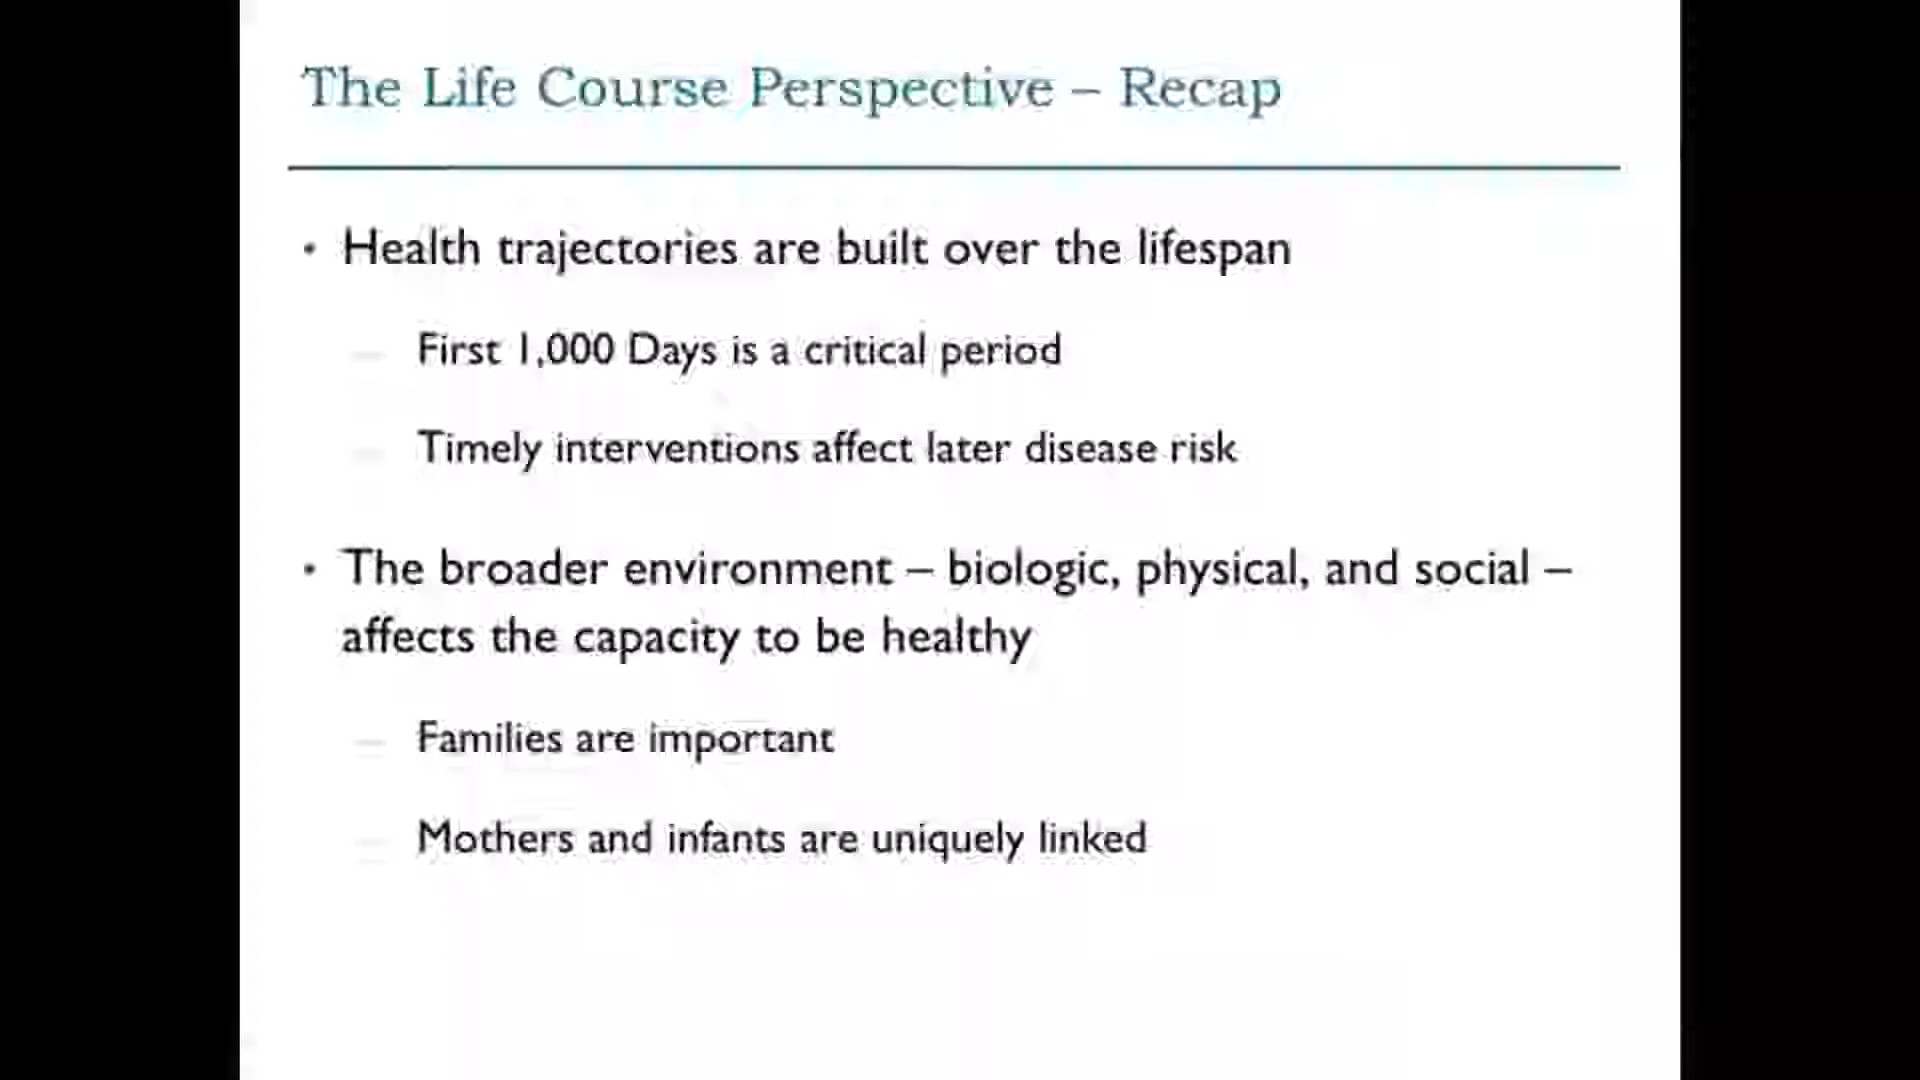 The Life Course Perspective – Recap
• Health trajectories are built over the lifespan
– First 1,000 Days is a critical period
– Timely interventions affect later disease risk
• The broader environment – biologic, physical, and social –
affects the capacity to be healthy
– Families are important
– Mothers and infants are uniquely linked